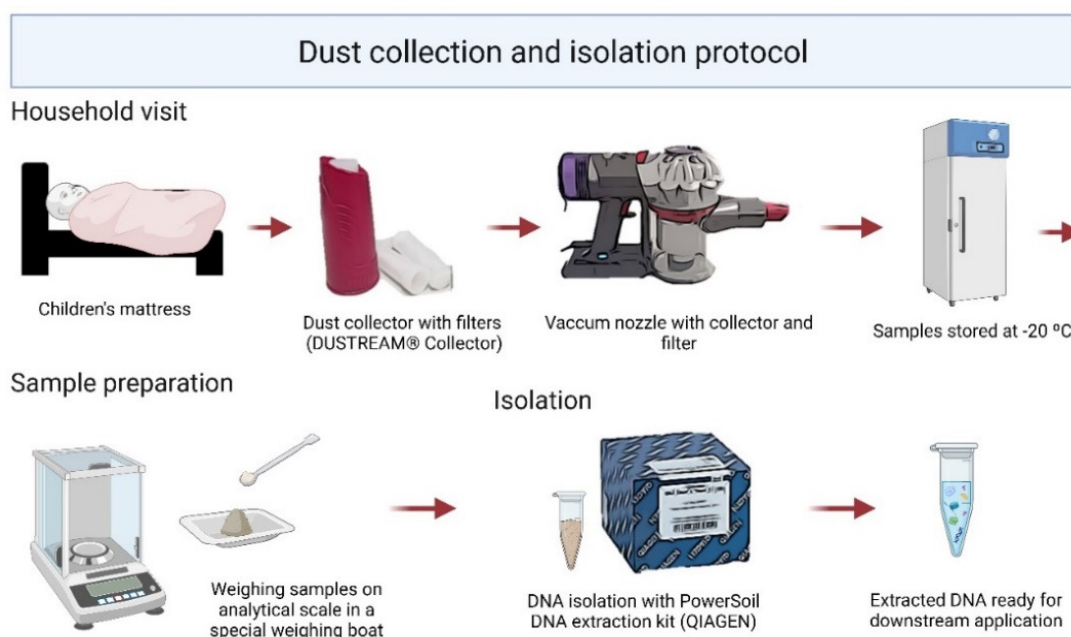 Dust collection and isolation protocol
Household visit
Children's mattress
Dust collector with filters
(DUSTREAM® Collector)
Vaccum nozzle with collector and
filter
Samples stored at -20 ºC
Sample preparation
Isolation
Weighing samples on
analytical scale in a
special weighing boat
QIAGEN
DNA isolation with PowerSoil
DNA extraction kit (QIAGEN)
Extracted DNA ready for
downstream application